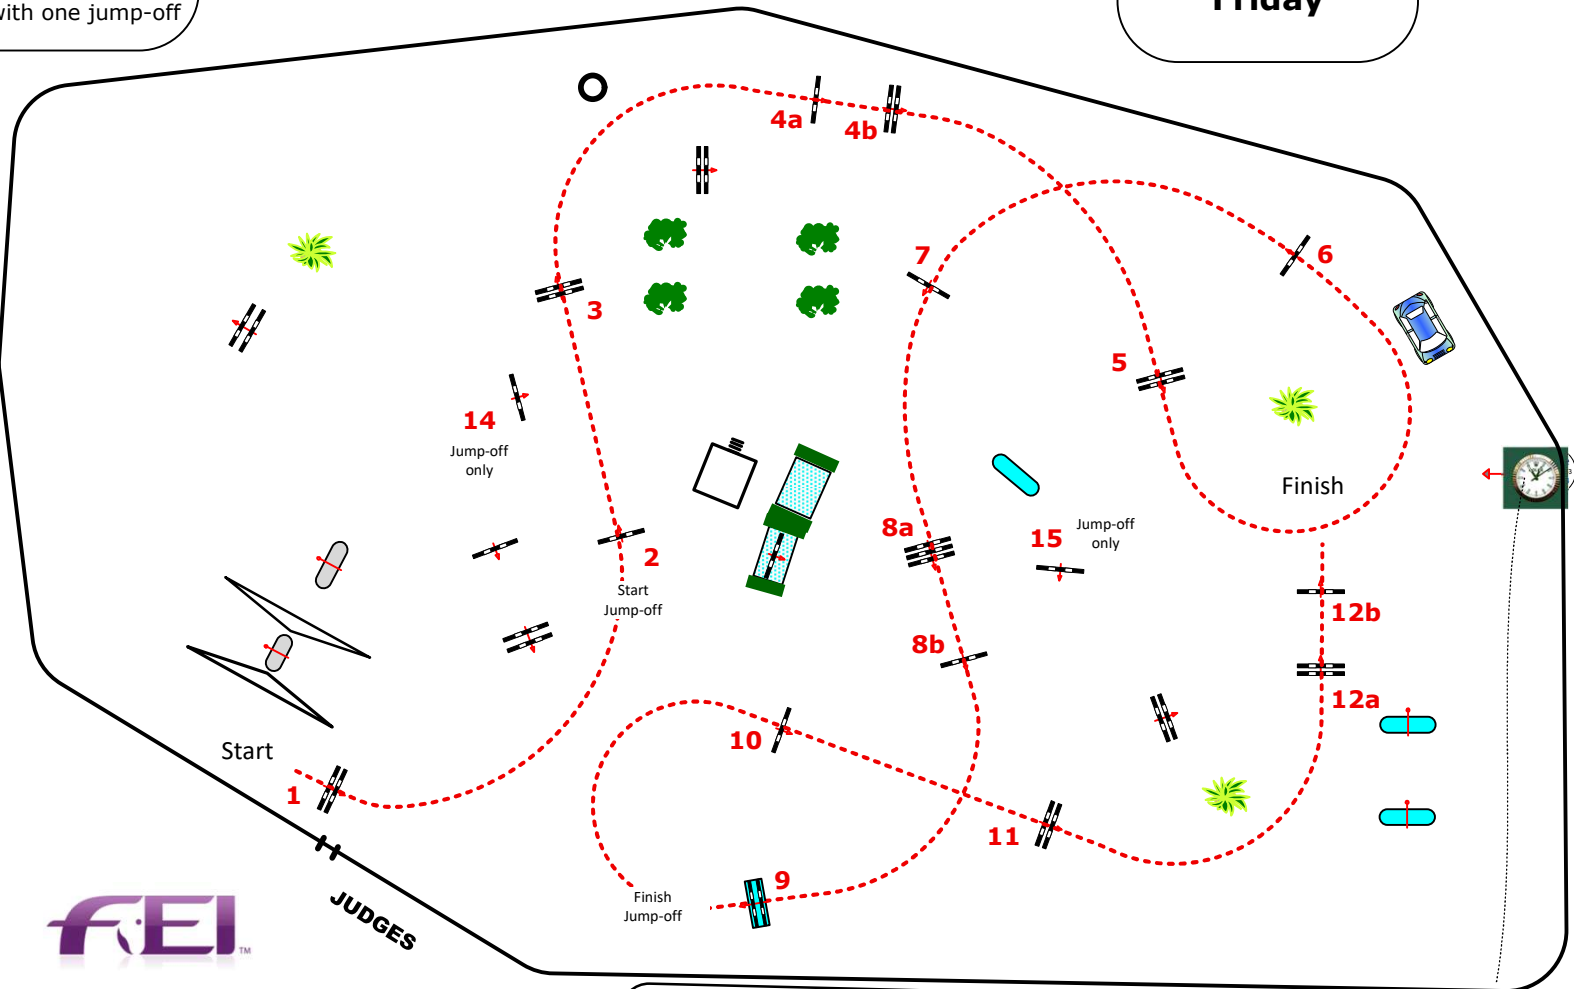 with one jump-off
Friday
4a
4b
7
6
3
5
14
Jump-off
only
Finish
8a
15
Jump-off
only
2
Start
Jump-off
12b
8b
12a
Start
10
1
11
9
Finish
Jump-off
JUDGES
FEI
TM